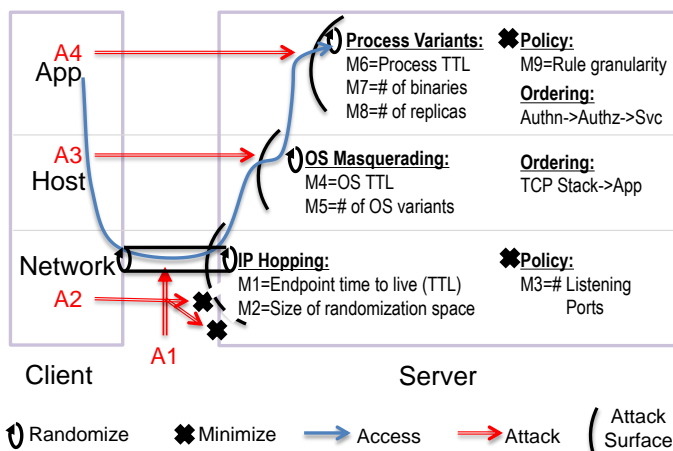 A4
App
Process Variants:
M6=Process TTL
M7=# of binaries
M8=# of replicas
Policy:
M9=Rule granularity
Ordering:
Authn->Authz->Svc
A3
Host
OS Masquerading:
M4=OS TTL
M5=# of OS variants
Ordering:
TCP Stack->App
Network
A2
IP Hopping:
M1=Endpoint time to live (TTL)
M2=Size of randomization space
Policy:
M3=# Listening
Ports
A1
Client
Server
Randomize
Minimize
Access
Attack
Attack
Surface